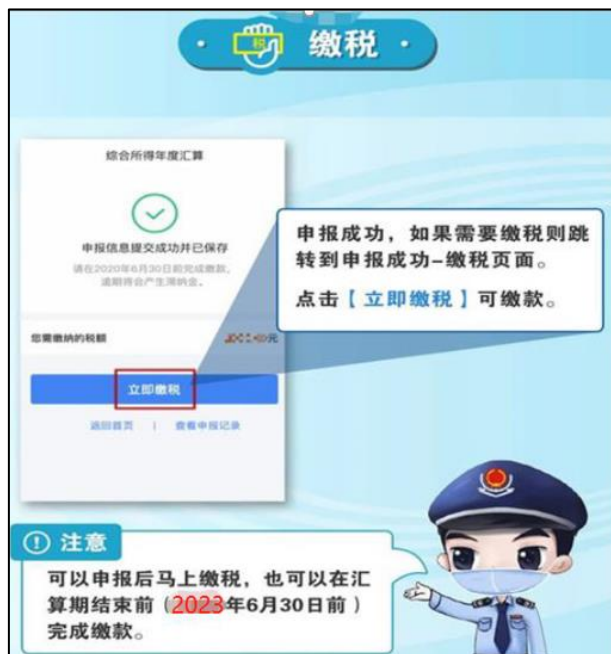 税
缴税
综合所得年度汇算
申报信息提交成功并已保存
请在2020年6月30日前完成缴款,
逾期将会产生滞纳金。
您需缴纳的税额
元
立即缴税
返回首页 | 查看申报记录
申报成功，如果需要缴税则跳
转到申报成功-缴税页面。
点击【立即缴税】可缴款。
注意
可以申报后马上缴税，也可以在汇
算期结束前（2023年6月30日前）
完成缴款。